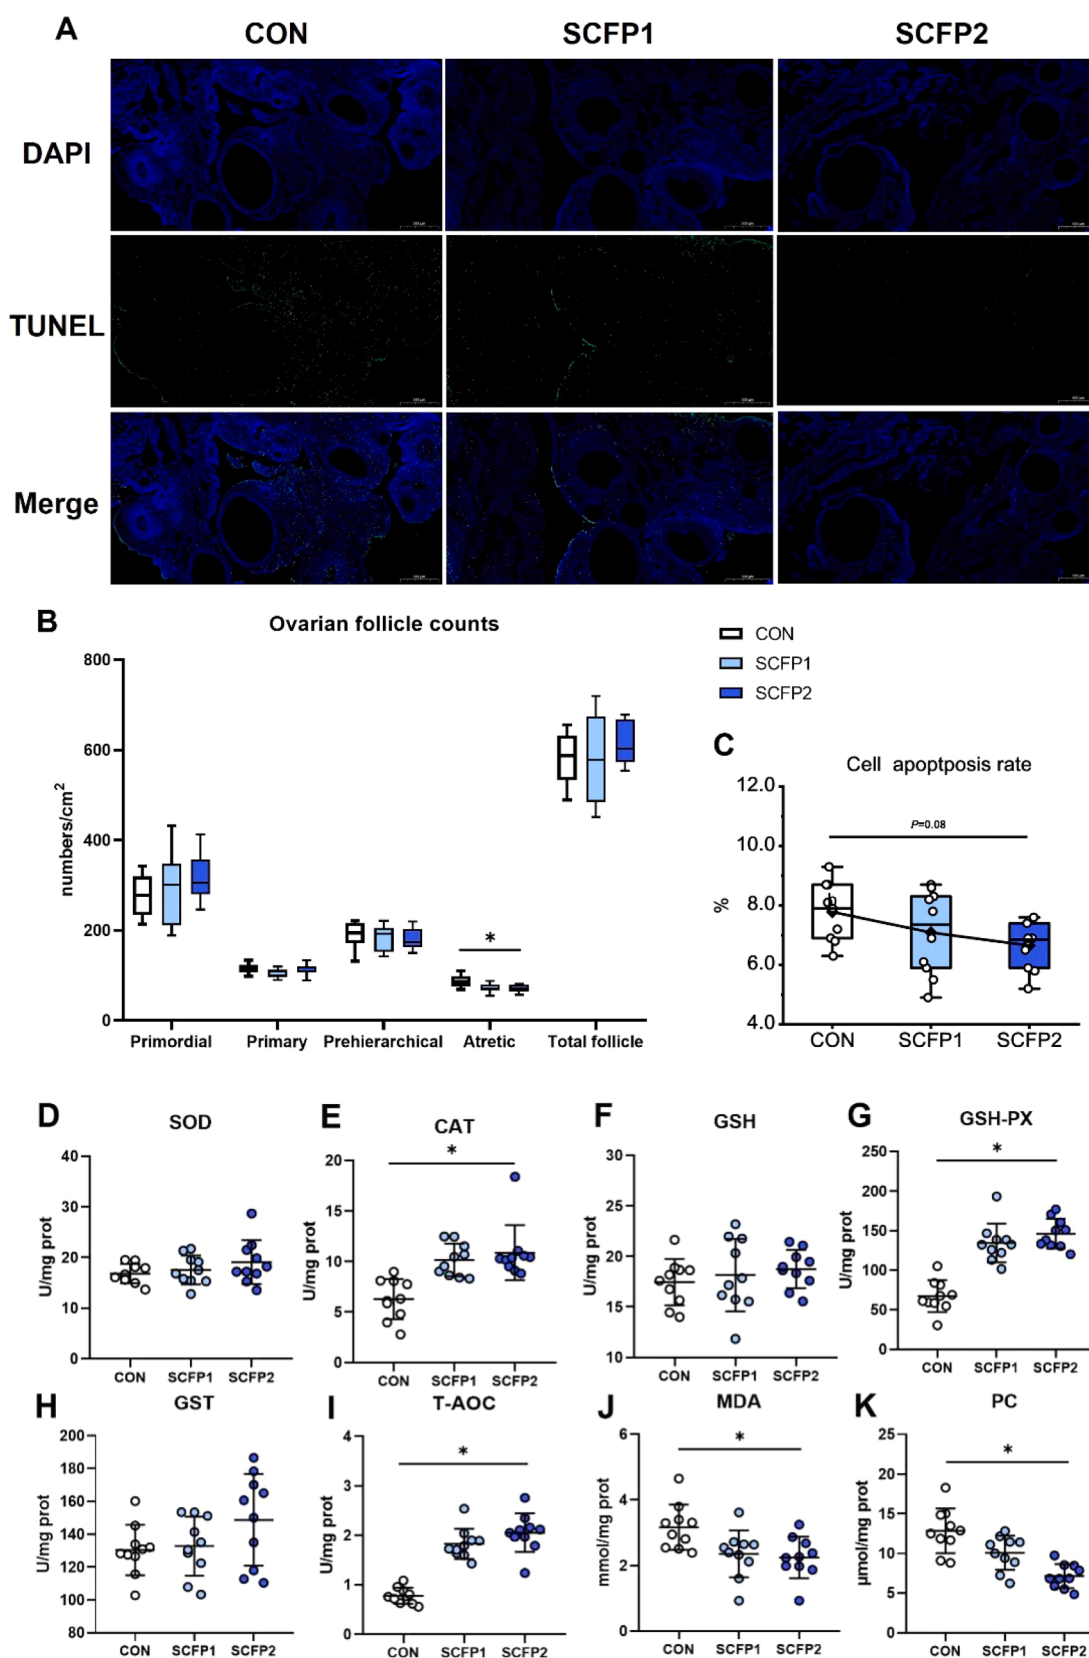 A
CON SCFP1 SCFP2
DAPI
TUNEL
Merge
B
Ovarian follicle counts
numbers/cm²
800
600
400
200
0
*
Primordial Primary Prehierarchical Atretic Total follicle
CON
SCFP1
SCFP2
C
Cell apoptposis rate
%
12.0
10.0
8.0
6.0
4.0
P=0.08
CON SCFP1 SCFP2
D
SOD
U/mg prot
40
30
20
10
0
CON SCFP1 SCFP2
E
CAT
*
U/mg prot
20
15
10
5
0
CON SCFP1 SCFP2
F
GSH
U/mg prot
30
25
20
15
10
CON SCFP1 SCFP2
G
GSH-PX
*
U/mg prot
250
200
150
100
50
0
CON SCFP1 SCFP2
H
GST
U/mg prot
200
180
160
140
120
100
80
CON SCFP1 SCFP2
I
T-AOC
*
U/mg prot
4
3
2
1
0
CON SCFP1 SCFP2
J
MDA
*
mmol/mg prot
6
4
2
0
CON SCFP1 SCFP2
K
PC
*
μmol/mg prot
25
20
15
10
5
0
CON SCFP1 SCFP2